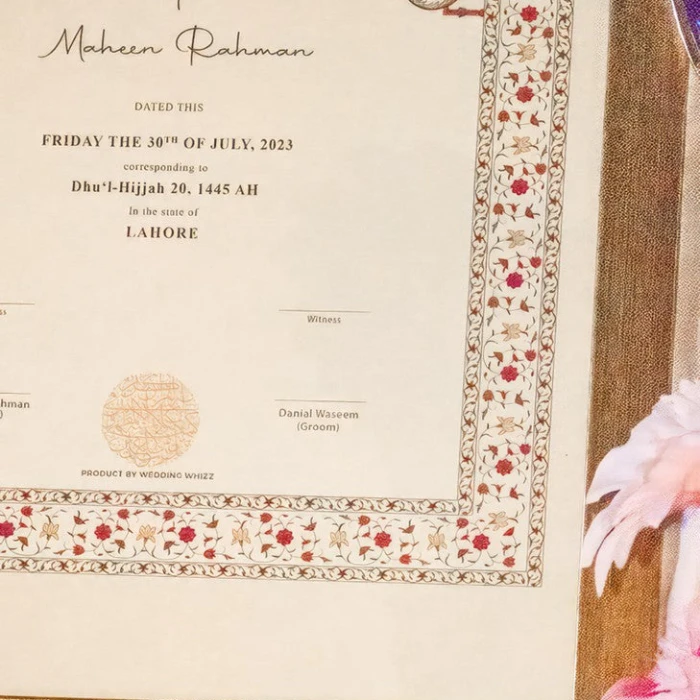 Maheen Rahman
DATED THIS
FRIDAY THE 30TH OF JULY, 2023
corresponding to
Dhu‘l-Hijjah 20, 1445 AH
In the state of
LAHORE
Witness
Danial Waseem
(Groom)
PRODUCT BY WEDDING WHIZZ